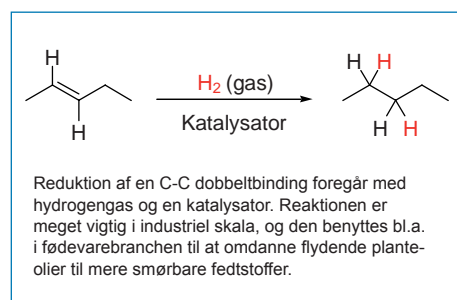 H
H
H₂ (gas)
Katalysator
H H
H H
Reduktion af en C-C dobbeltbinding foregår med
hydrogengas og en katalysator. Reaktionen er
meget vigtig i industriel skala, og den benyttes bl.a.
i fødevarebranchen til at omdanne flydende plante-
olier til mere smørbare fedtstoffer.